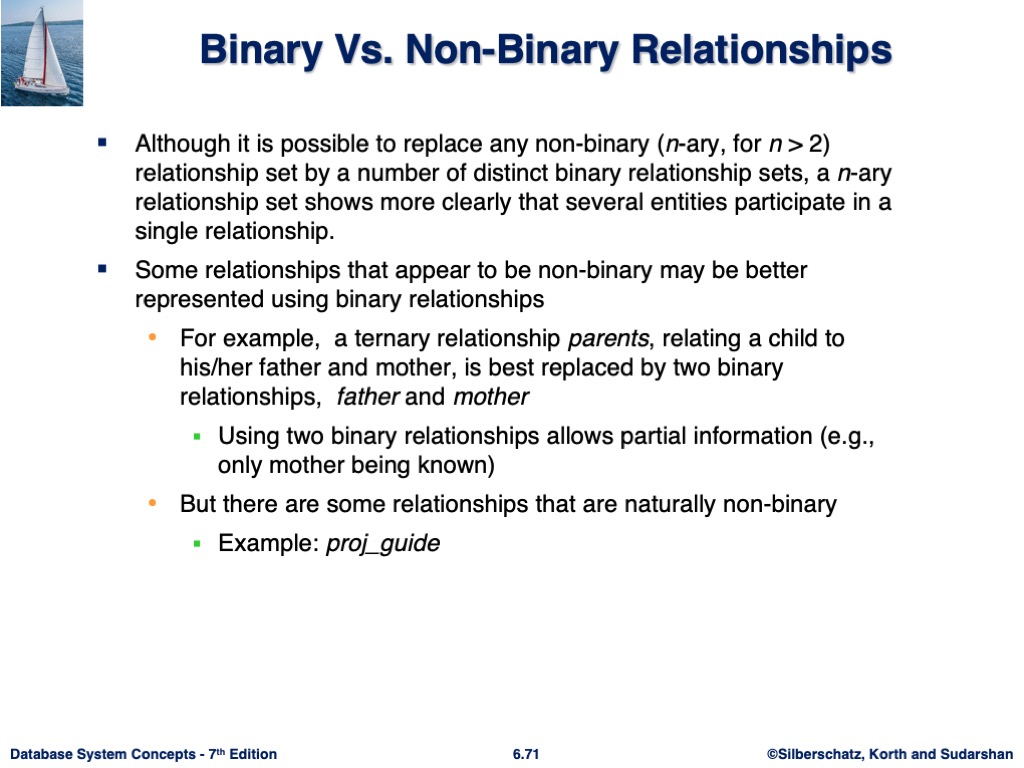 Binary Vs. Non-Binary Relationships
▪ Although it is possible to replace any non-binary (n-ary, for n > 2)
relationship set by a number of distinct binary relationship sets, a n-ary
relationship set shows more clearly that several entities participate in a
single relationship.
▪ Some relationships that appear to be non-binary may be better
represented using binary relationships
• For example, a ternary relationship parents, relating a child to
his/her father and mother, is best replaced by two binary
relationships, father and mother
▪ Using two binary relationships allows partial information (e.g.,
only mother being known)
• But there are some relationships that are naturally non-binary
▪ Example: proj_guide
Database System Concepts - 7th Edition
6.71
©Silberschatz, Korth and Sudarshan